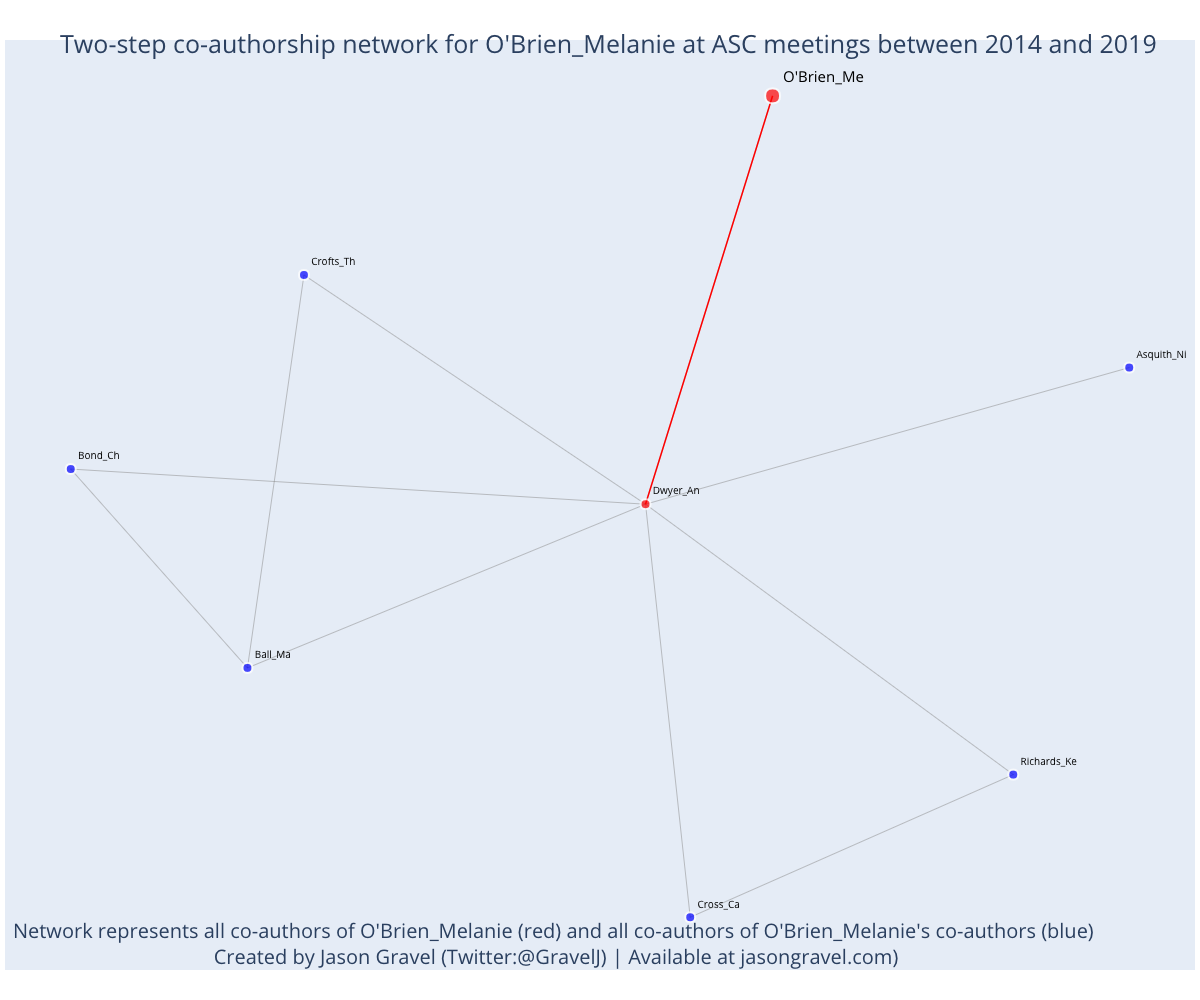 Two-step co-authorship network for O'Brien_Melanie at ASC meetings between 2014 and 2019
O'Brien_Me
Crofts_Th
Asquith_Ni
Bond_Ch
Dwyer_An
Ball_Ma
Richards_Ke
Cross_Ca
Network represents all co-authors of O'Brien_Melanie (red) and all co-authors of O'Brien_Melanie's co-authors (blue)
Created by Jason Gravel (Twitter:@GravelJ) | Available at jasongravel.com)